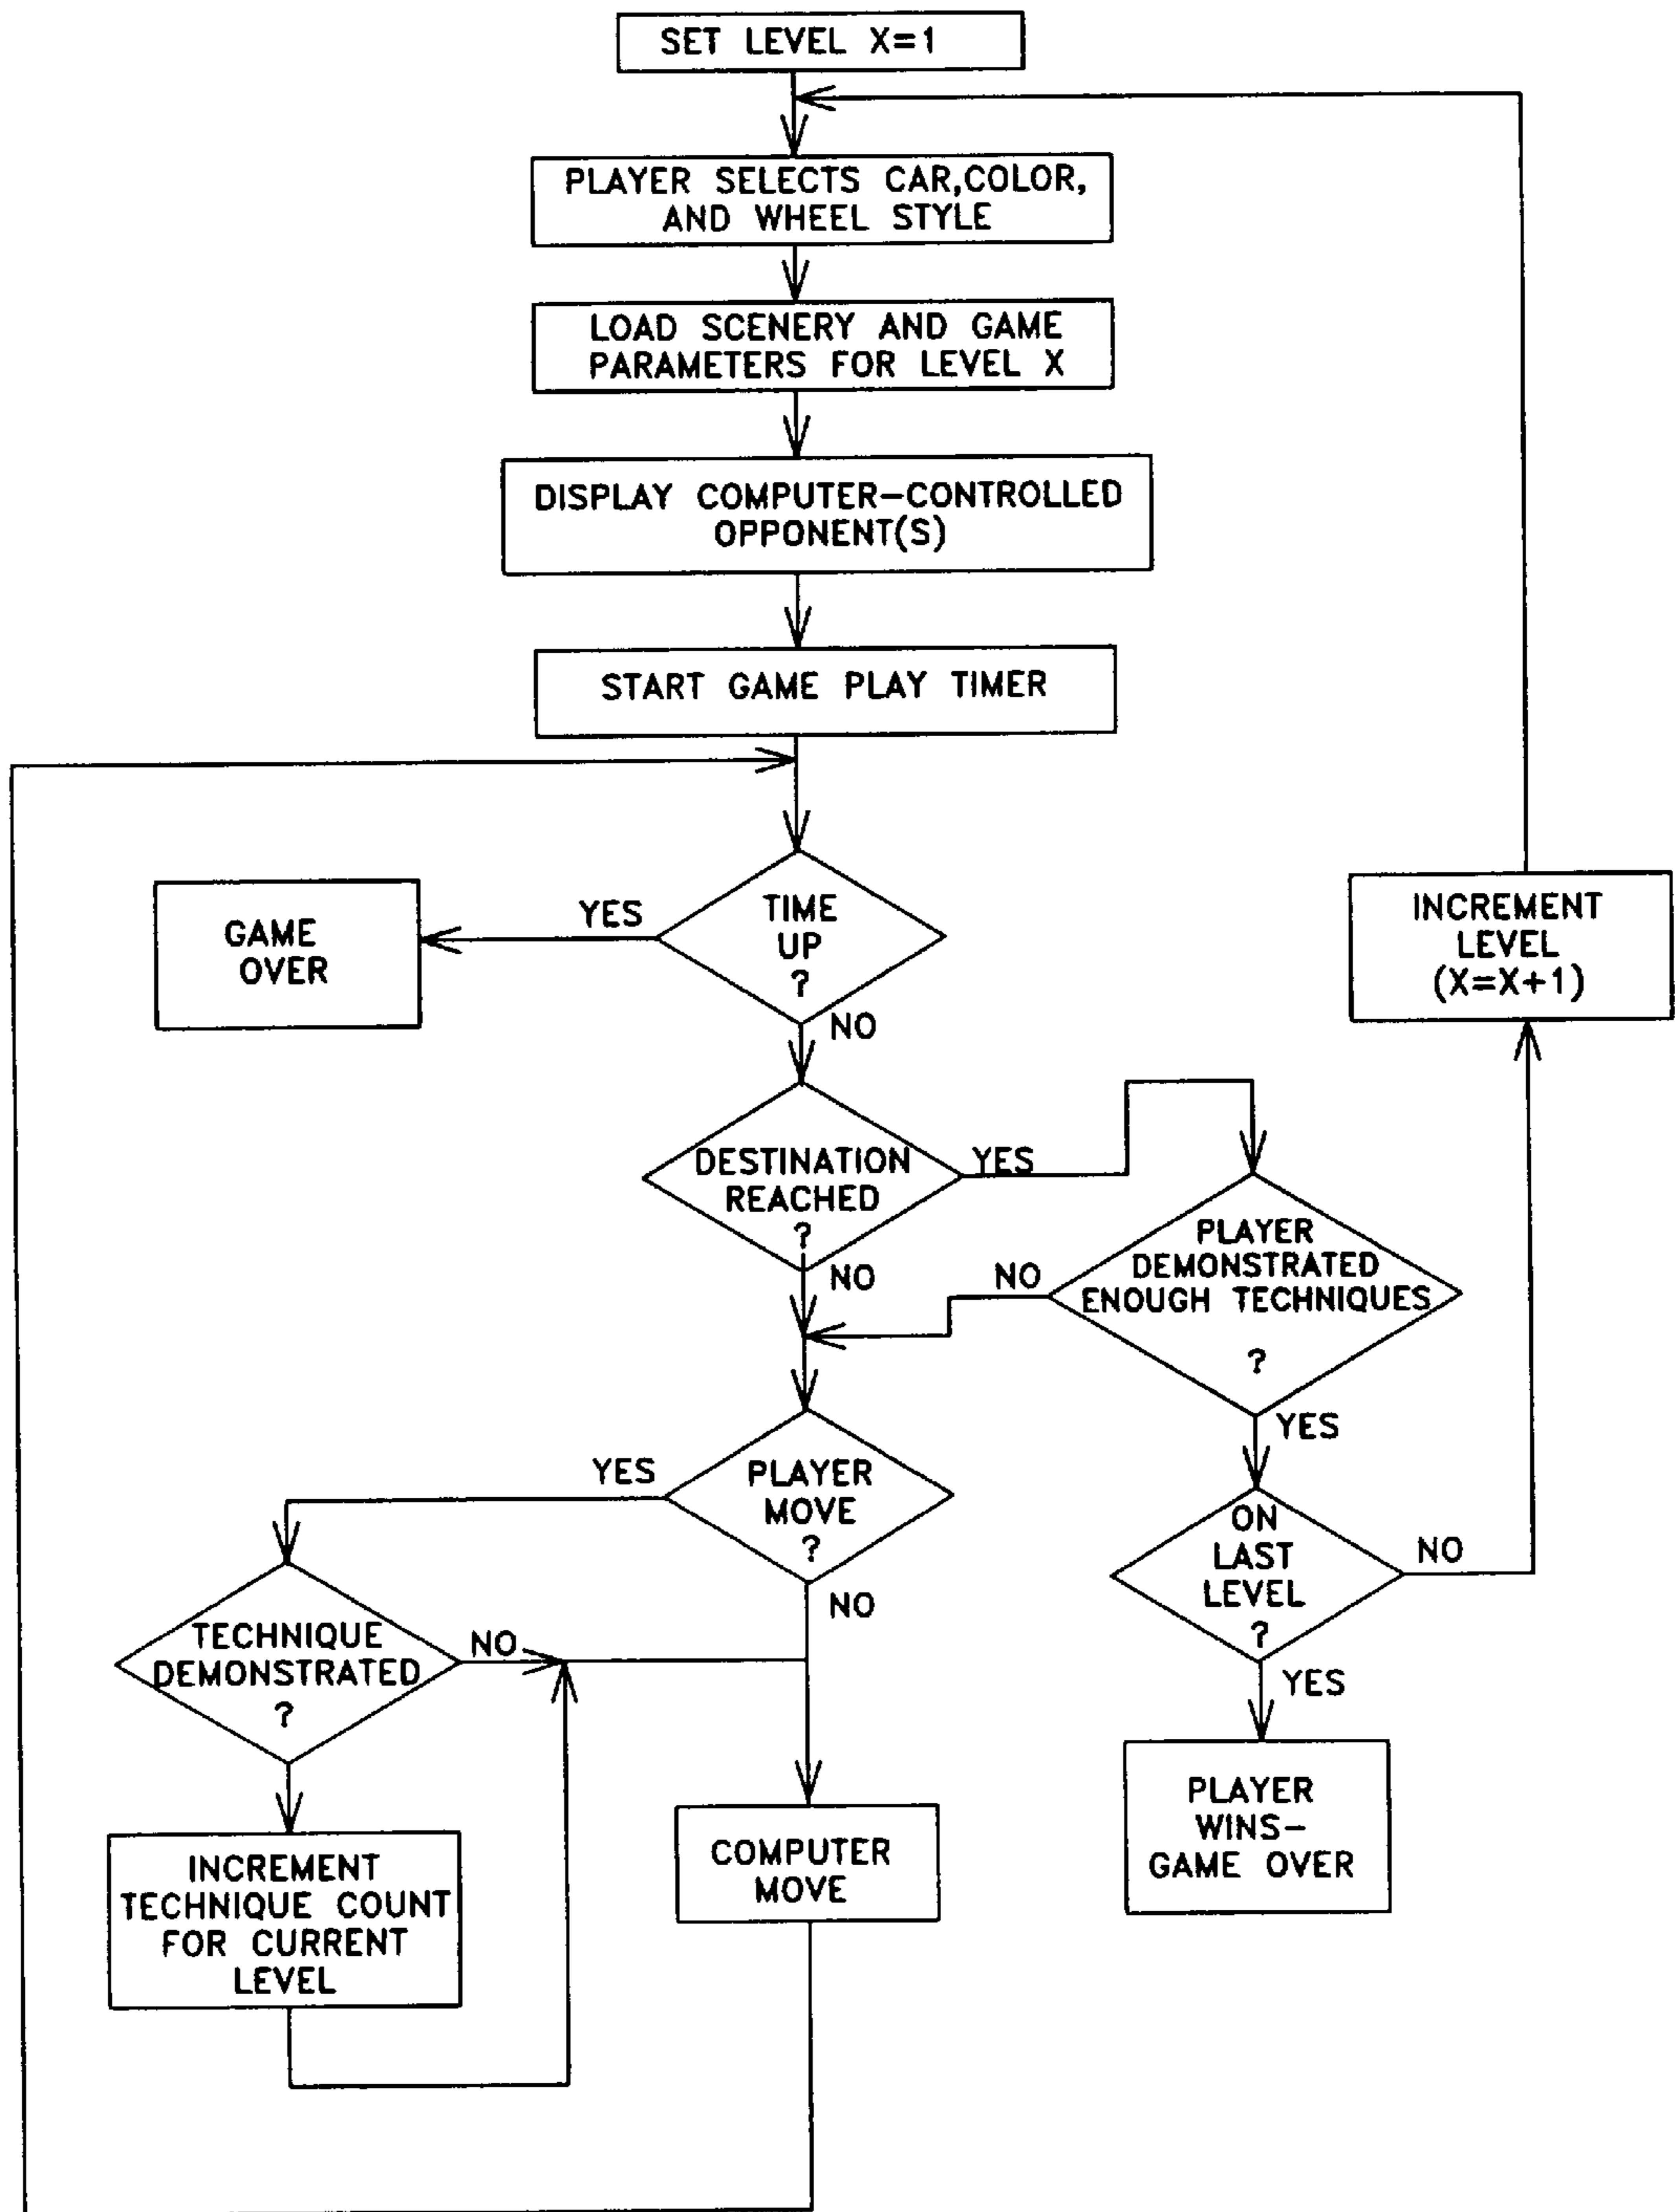 SET LEVEL X=1
PLAYER SELECTS CAR,COLOR,
AND WHEEL STYLE
LOAD SCENERY AND GAME
PARAMETERS FOR LEVEL X
DISPLAY COMPUTER-CONTROLLED
OPPONENT(S)
START GAME PLAY TIMER
TIME
UP
?
YES
GAME
OVER
NO
INCREMENT
LEVEL
(X=X+1)
DESTINATION
REACHED
?
YES
NO
PLAYER
DEMONSTRATED
ENOUGH TECHNIQUES
?
NO
YES
PLAYER
MOVE
?
YES
NO
ON
LAST
LEVEL
?
NO
YES
TECHNIQUE
DEMONSTRATED
?
NO
PLAYER
WINS-
GAME OVER
COMPUTER
MOVE
INCREMENT
TECHNIQUE COUNT
FOR CURRENT
LEVEL